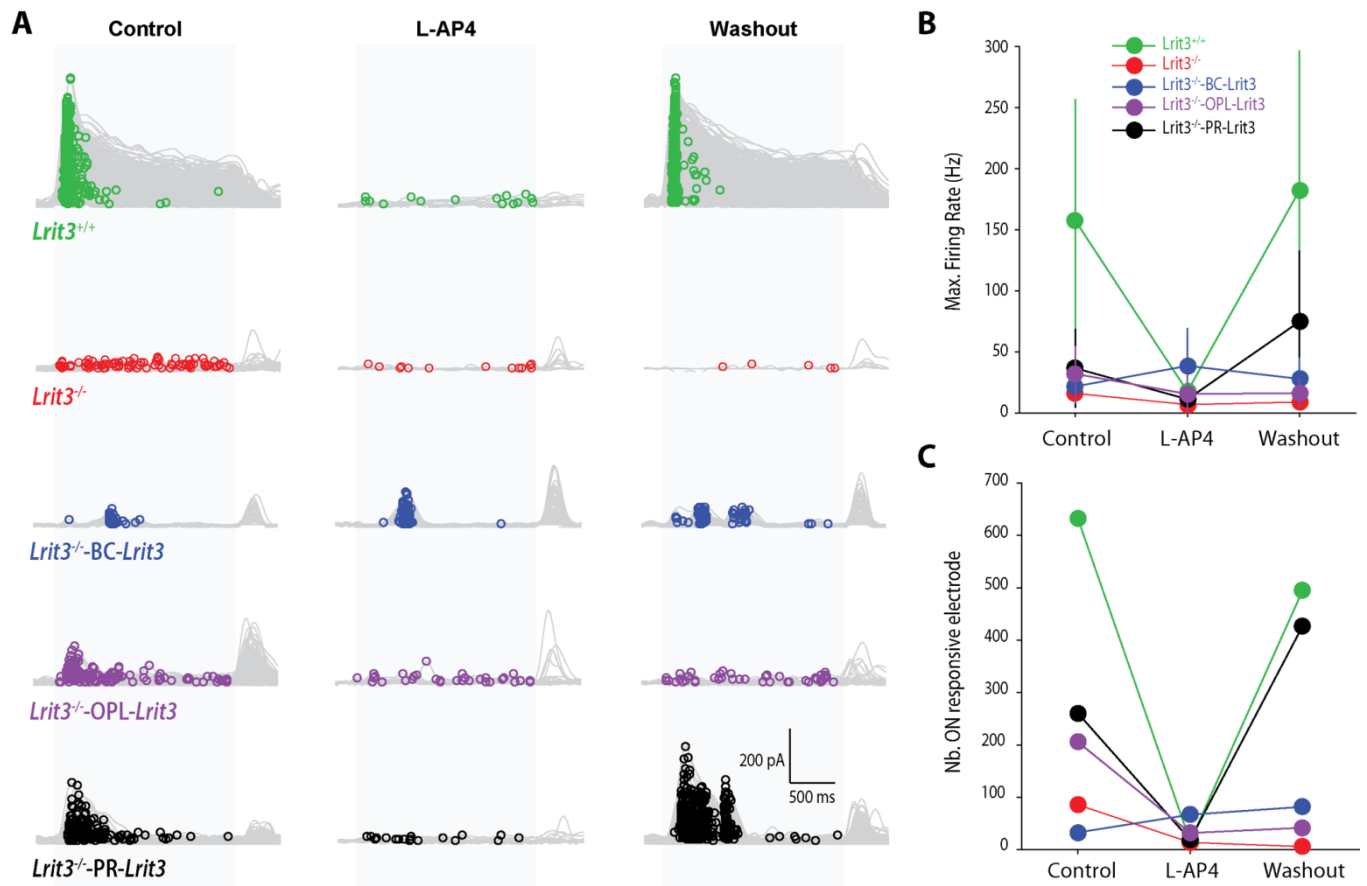 A
Control
L-AP4
Washout
Lrit3+/+
Lrit3-/-
Lrit3-/--BC-Lrit3
Lrit3-/--OPL-Lrit3
200 pA
500 ms
Lrit3-/--PR-Lrit3
B
300
250
200
150
100
50
0
Max. Firing Rate (Hz)
Lrit3+/+
Lrit3-/-
Lrit3-/--BC-Lrit3
Lrit3-/--OPL-Lrit3
Lrit3-/--PR-Lrit3
Control
L-AP4
Washout
C
700
600
500
400
300
200
100
0
Nb. ON responsive electrode
Control
L-AP4
Washout